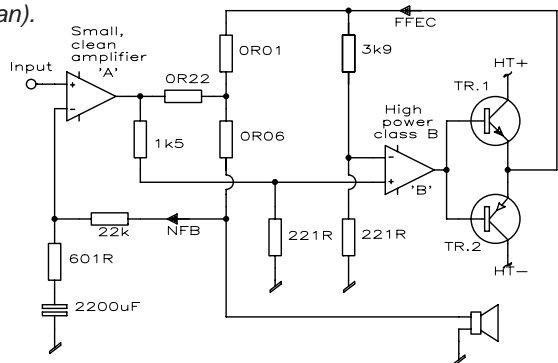 an).
FFEC
Small,
clean
amplifier
'A'
Input
+
−
0R01
3k9
HT+
TR.1
0R22
0R06
1k5
High
power
class B
−
+
'B'
22k
NFB
221R
221R
TR.2
601R
HT−
2200uF